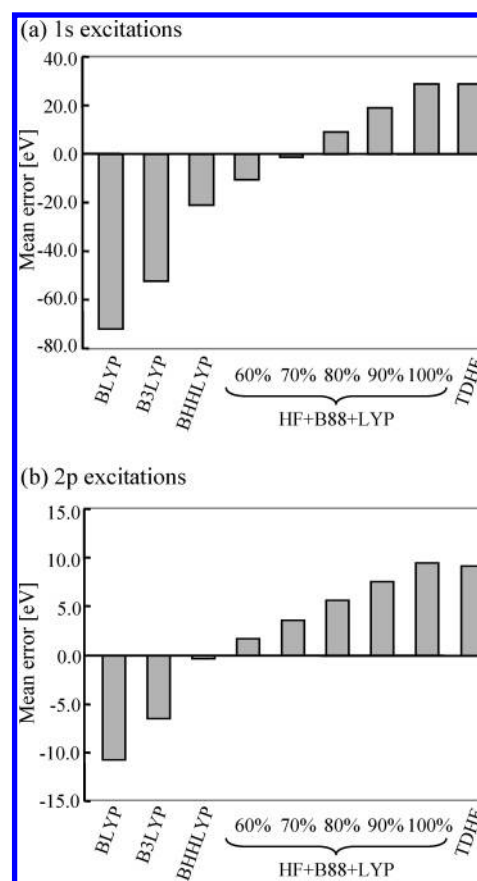 (a) 1s excitations
Mean error [eV]
40.0
20.0
0.0
-20.0
-40.0
-60.0
-80.0
BLYP
B3LYP
BHHLYP
60% 70% 80% 90% 100%
HF+B88+LYP
TDHF
(b) 2p excitations
Mean error [eV]
15.0
10.0
5.0
0.0
-5.0
-10.0
-15.0
BLYP
B3LYP
BHHLYP
60% 70% 80% 90% 100%
HF+B88+LYP
TDHF